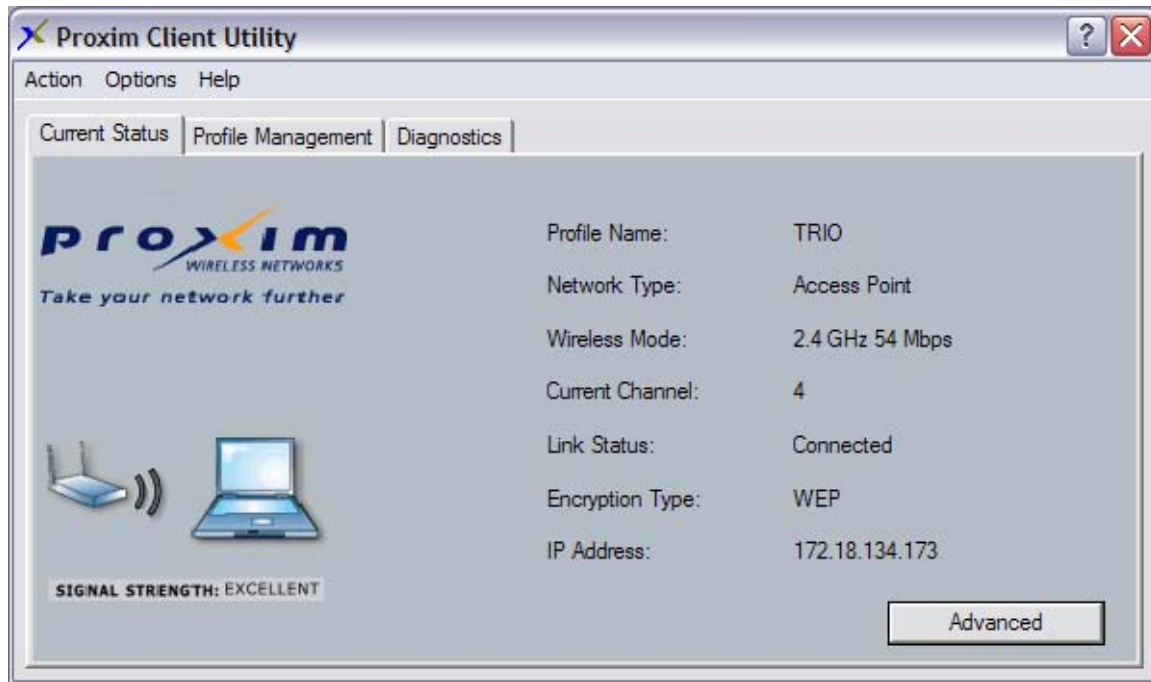 Proxim Client Utility
?
Action Options Help
Current Status Profile Management Diagnostics
proxim
WIRELESS NETWORKS
Take your network further
Profile Name: TRIO
Network Type: Access Point
Wireless Mode: 2.4 GHz 54 Mbps
Current Channel: 4
Link Status: Connected
Encryption Type: WEP
IP Address: 172.18.134.173
SIGNAL STRENGTH: EXCELLENT
Advanced